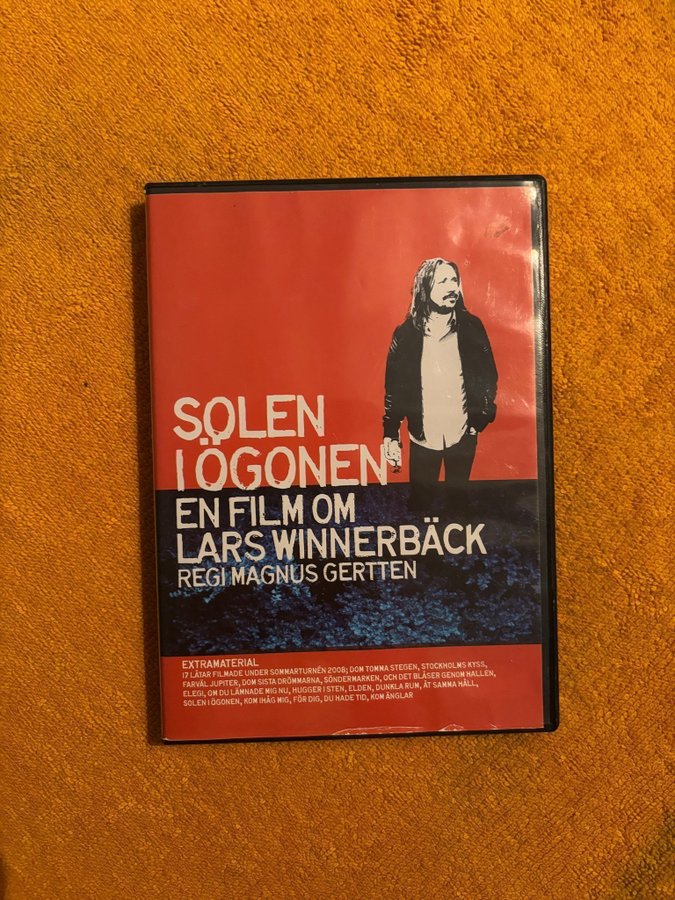 SOLEN
I ÖGONEN
EN FILM OM
LARS WINNERBÄCK
REGI MAGNUS GERTTEN
EXTRAMATERIAL
17 LÅTAR FILMADE UNDER SOMMARTURNÉN 2008; DOM TOMMA STEGEN, STOCKHOLMS KYSS,
FARVÄL JUPITER, DOM SISTA DRÖMMARNA, SÖNDERMARKEN, OCH DET BLÅSER GENOM HALLEN,
ELEGI, OM DU LÄMNADE MIG NU, HUGGER I STEN, ELDEN, DUNKLA RUM, ÅT SAMMA HÅLL,
SOLEN I ÖGONEN, KOM IHÅG MIG, FÖR DIG, DU HADE TID, KOM ÄNGLAR